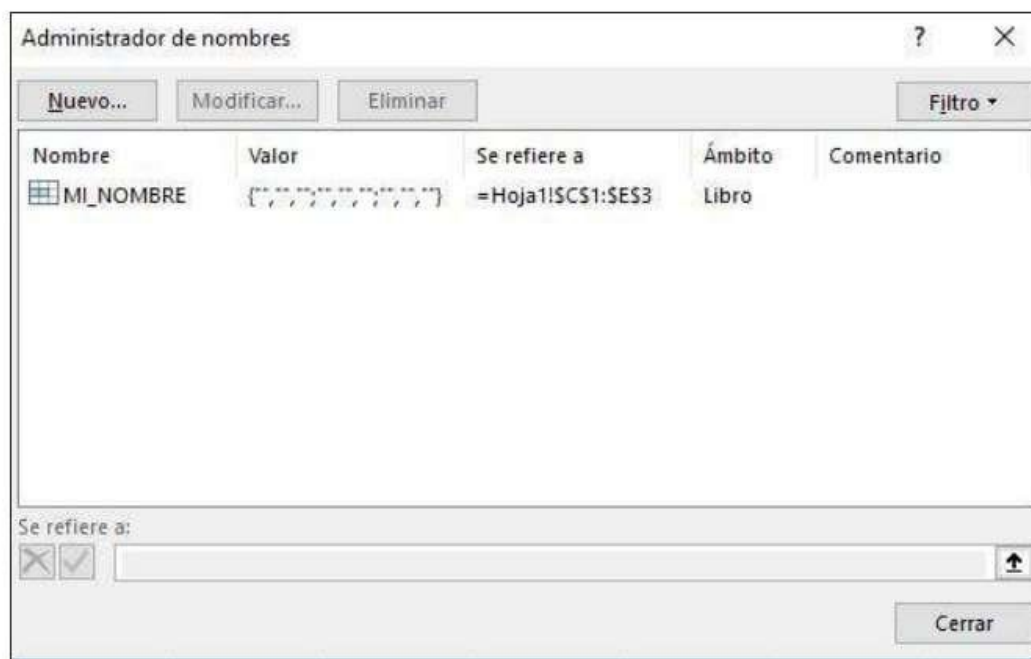 Administrador de nombres ?
Nuevo... Modificar... Eliminar Filtro
Nombre Valor Se refiere a Ámbito Comentario
MI_NOMBRE {"","","";"","","";"","",""} =Hoja1!$C$1:$E$3 Libro
Se refiere a:
Cerrar